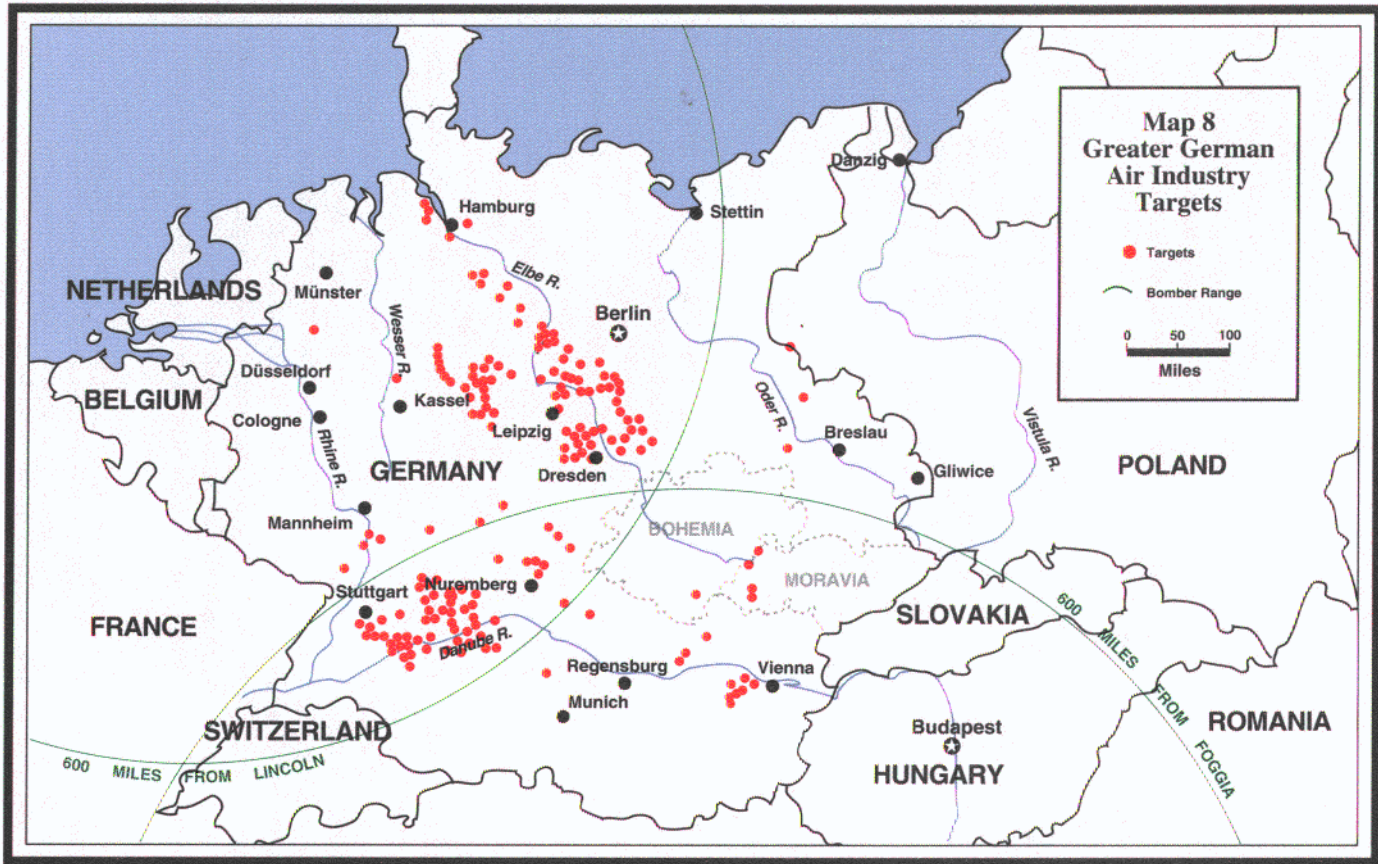 Map 8
Greater German
Air Industry
Targets
Targets
Bomber Range
0 50 100
Miles
Danzig
Hamburg
Stettin
Elbe R.
NETHERLANDS
Münster
Wesser R.
Berlin
Düsseldorf
BELGIUM
Kassel
Cologne
Leipzig
Oder R.
Breslau
Vistula R.
Rhine R.
GERMANY
Dresden
Gliwice
POLAND
Mannheim
BOHEMIA
Stuttgart
Nuremberg
MORAVIA
SLOVAKIA
FRANCE
Danube R.
Regensburg
Vienna
Munich
SWITZERLAND
Budapest
HUNGARY
ROMANIA
600 MILES FROM LINCOLN
600 MILES FROM FOGGIA